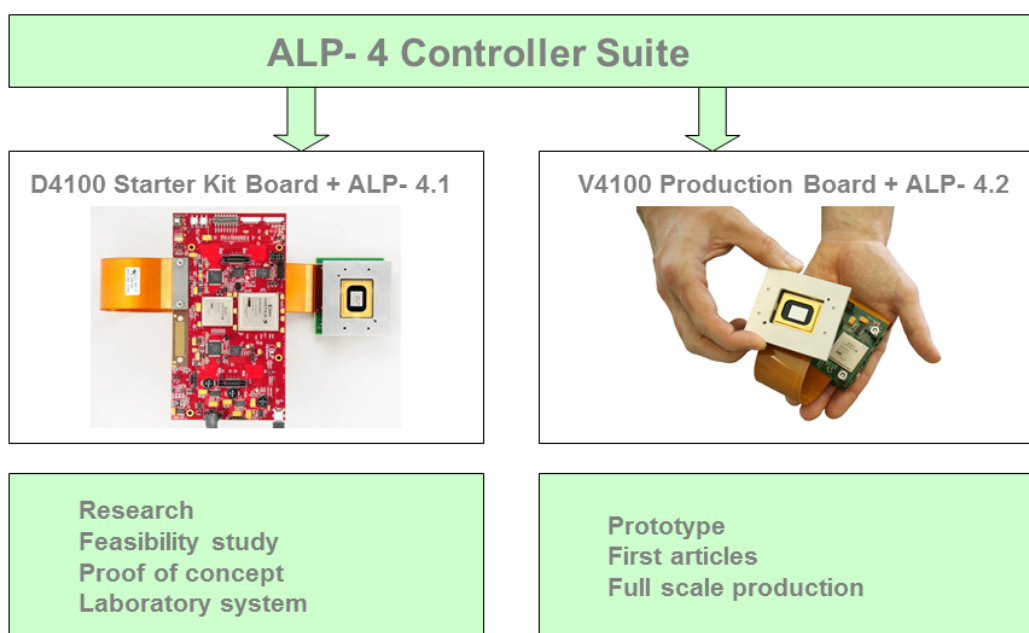 ALP- 4 Controller Suite
D4100 Starter Kit Board + ALP- 4.1
V4100 Production Board + ALP- 4.2
Research
Feasibility study
Proof of concept
Laboratory system
Prototype
First articles
Full scale production